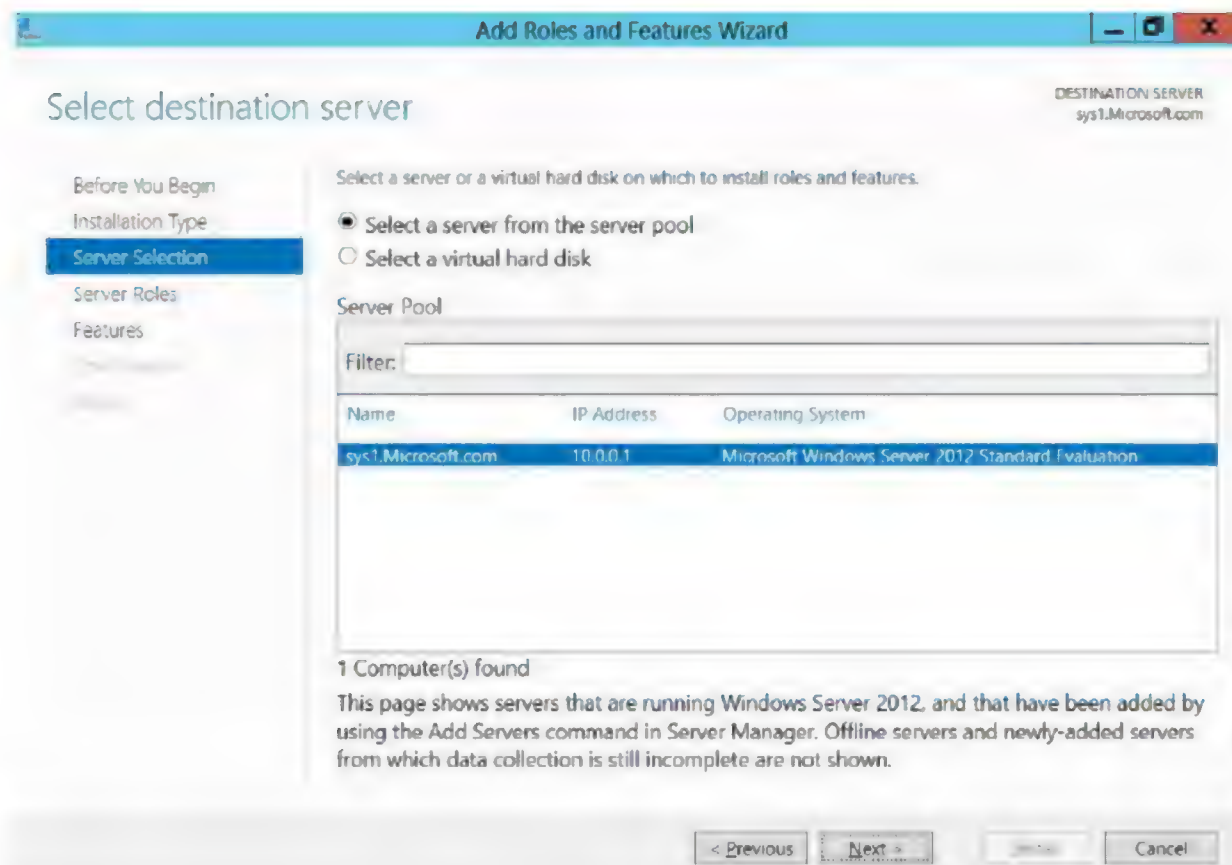 Add Roles and Features Wizard
Select destination server
DESTINATION SERVER
sys1.Microsoft.com
Before You Begin
Installation Type
Server Selection
Server Roles
Features
Select a server or a virtual hard disk on which to install roles and features.
Select a server from the server pool
Select a virtual hard disk
Server Pool
Filter:
Name IP Address Operating System
sys1.Microsoft.com 10.0.0.1 Microsoft Windows Server 2012 Standard Evaluation
1 Computer(s) found
This page shows servers that are running Windows Server 2012, and that have been added by
using the Add Servers command in Server Manager. Offline servers and newly-added servers
from which data collection is still incomplete are not shown.
< Previous Next > Cancel